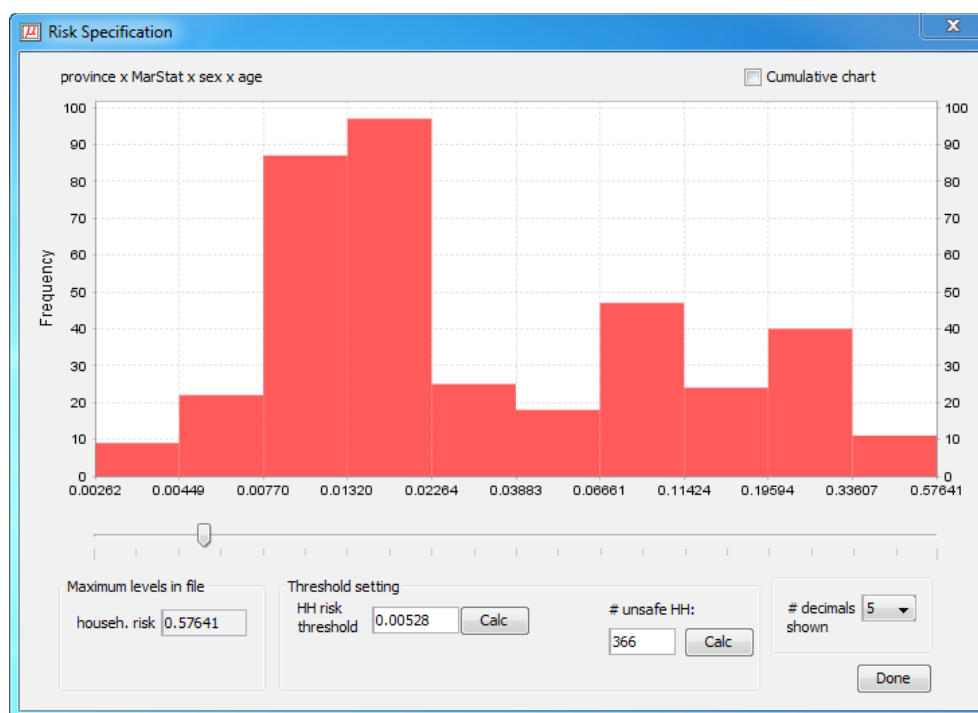 μ Risk Specification
x
province x MarStat x sex x age
Cumulative chart
Frequency
100 100
90 90
80 80
70 70
60 60
50 50
40 40
30 30
20 20
10 10
0 0
0.00262 0.00449 0.00770 0.01320 0.02264 0.03883 0.06661 0.11424 0.19594 0.33607 0.57641
Maximum levels in file
househ. risk 0.57641
Threshold setting
HH risk
threshold 0.00528 Calc
# unsafe HH:
366 Calc
# decimals
shown 5
Done